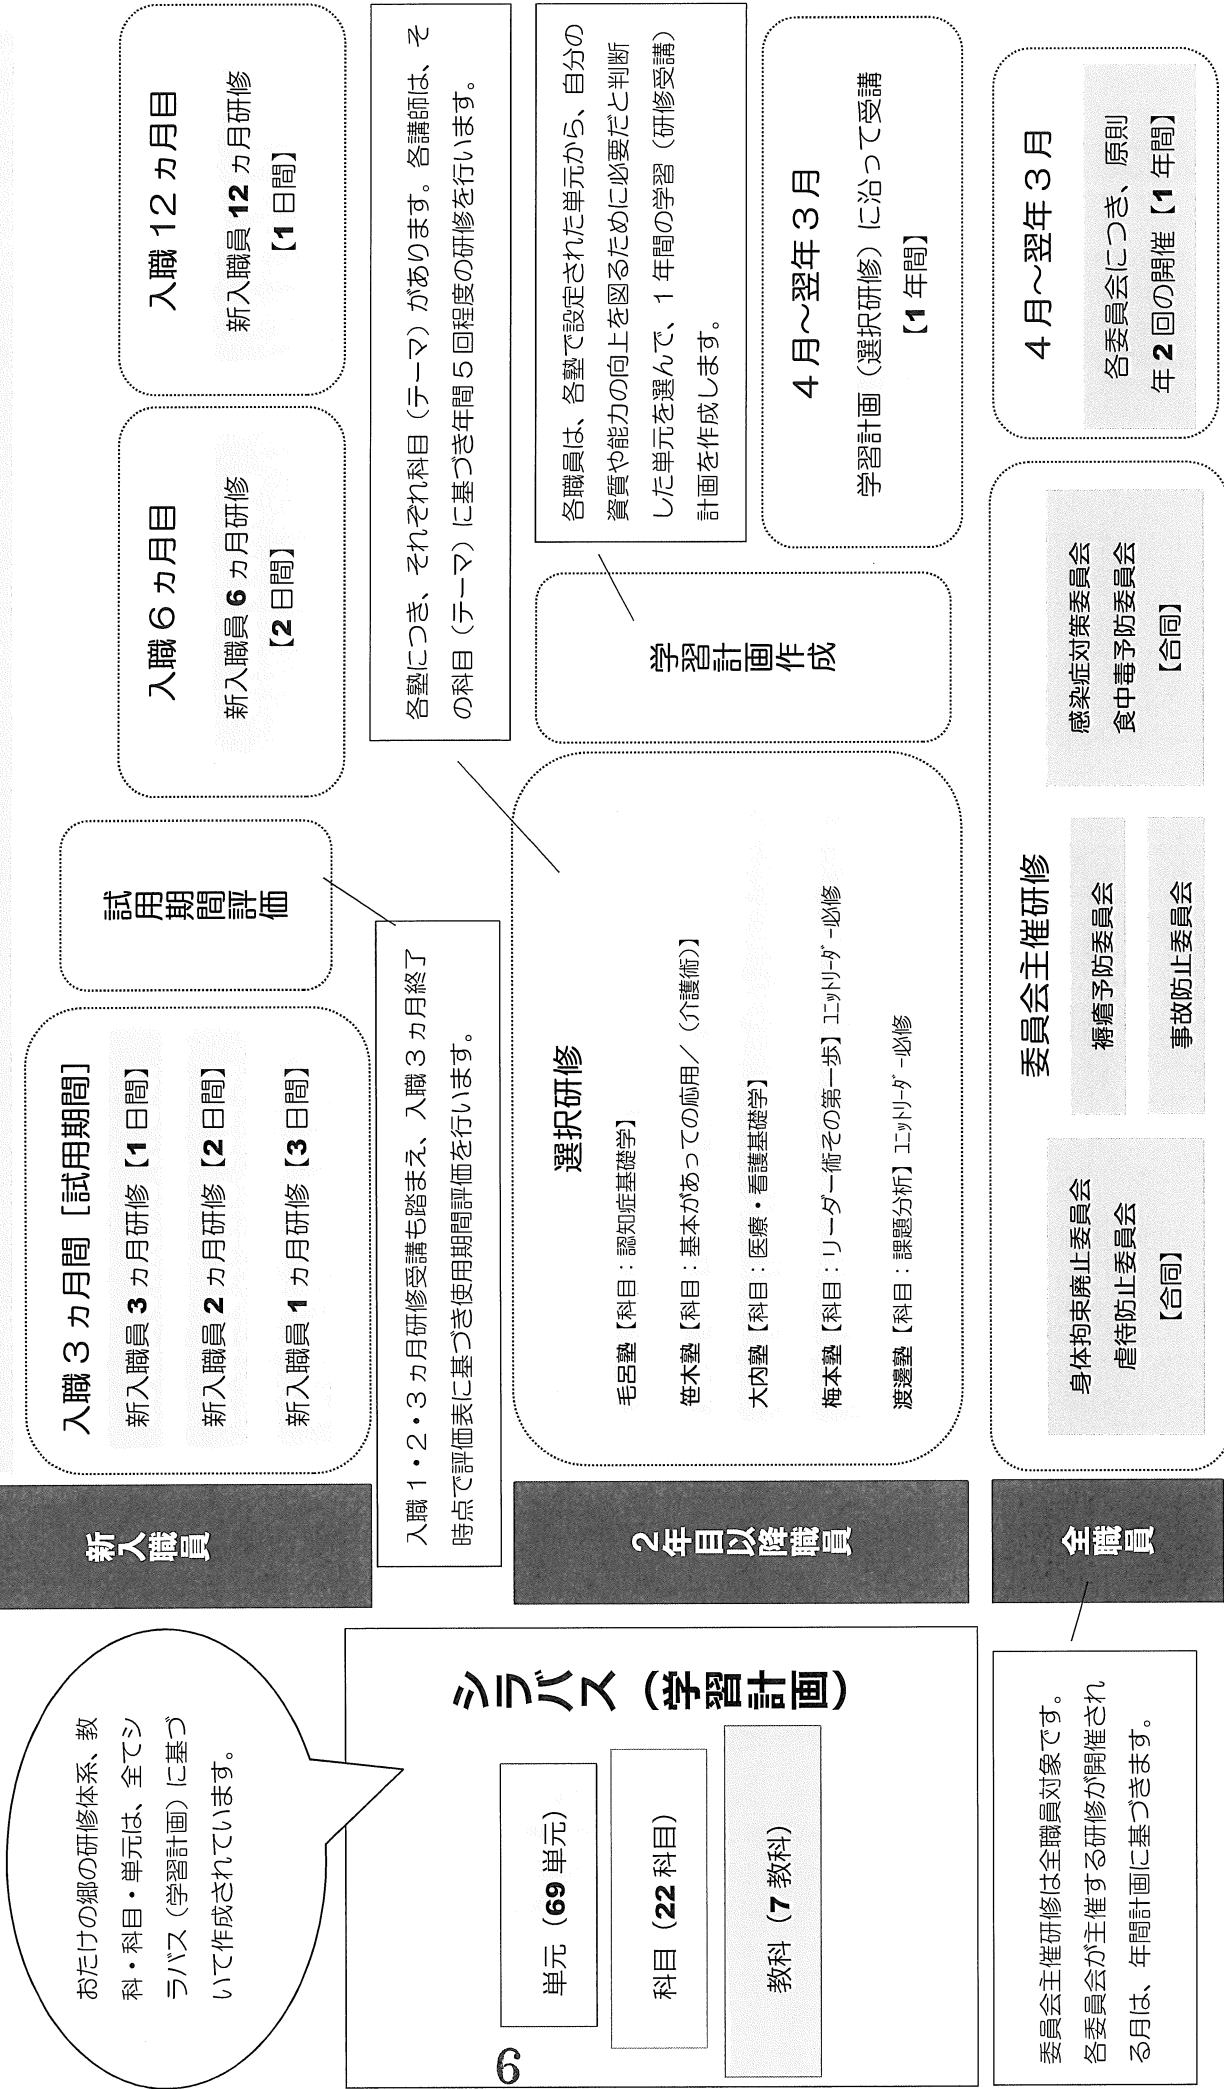 おたけの郷の研修体系、教
科・科目・単元は、全てシ
ラバス（学習計画）に基づ
いて作成されています。
シラバス（学習計画）
単元（69 単元）
科目（22 科目）
教科（7 教科）
委員会主催研修は全職員対象です。
各委員会が主催する研修が開催され
る月は、年間計画に基づきます。
新入職員
入職３ヵ月間［試用期間］
新入職員 3 ヵ月研修【1 日間】
新入職員 2 ヵ月研修【2 日間】
新入職員 1 ヵ月研修【3 日間】
試用期間評価
入職６ヵ月目
新入職員 6 ヵ月研修
【2 日間】
入職 12 ヵ月目
新入職員 12 ヵ月研修
【1 日間】
入職１・２・３ヵ月研修受講も踏まえ、入職３ヵ月終了
時点で評価表に基づき使用期間評価を行います。
各塾につき、それぞれ科目（テーマ）があります。各講師は、そ
の科目（テーマ）に基づき年間５回程度の研修を行います。
２年目以降職員
選択研修
毛呂塾【科目：認知症基礎学】
笹木塾【科目：基本があっての応用／（介護術）】
大内塾【科目：医療・看護基礎学】
梅本塾【科目：リーダー術その第一歩】ﾕﾆｯﾄﾘｰﾀﾞｰ必修
渡邊塾【科目：課題分析】ﾕﾆｯﾄﾘｰﾀﾞｰ必修
学習計画作成
各職員は、各塾で設定された単元から、自分の
資質や能力の向上を図るために必要だと判断
した単元を選んで、１年間の学習（研修受講）
計画を作成します。
４月～翌年３月
学習計画（選択研修）に沿って受講
【1 年間】
全職員
委員会主催研修
身体拘束廃止委員会
虐待防止委員会
【合同】
褥瘡予防委員会
事故防止委員会
感染症対策委員会
食中毒予防委員会
【合同】
４月～翌年３月
各委員会につき、原則
年 2 回の開催【1 年間】
6